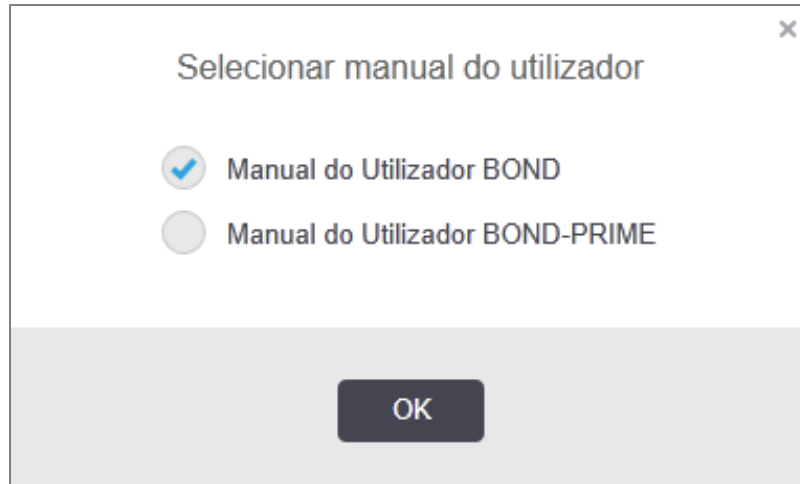 Selecionar manual do utilizador
Manual do Utilizador BOND
Manual do Utilizador BOND-PRIME
OK